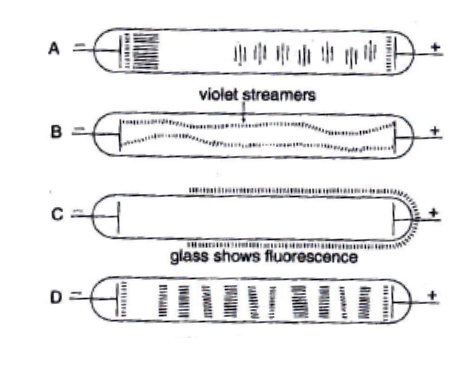 A − +
violet streamers
B − +
C − +
glass shows fluorescence
D − +